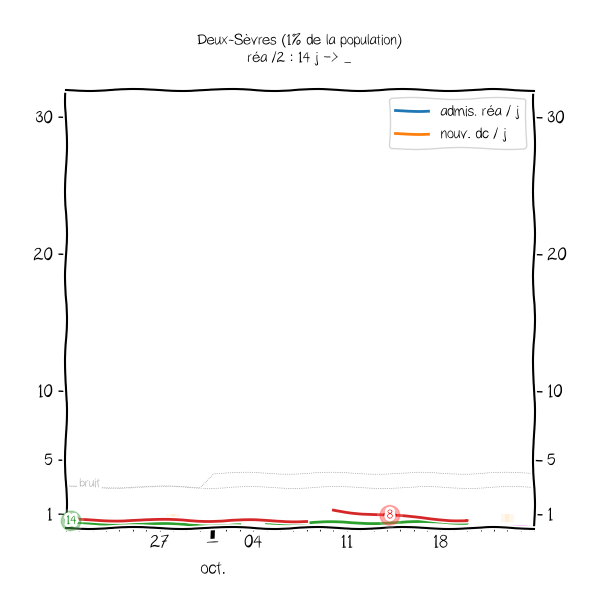 Deux-Sèvres (1% de la population)
réa /2 : 14 j -> _
admis. réa / j
nouv. dc / j
30
30
20
20
10
10
5
5
bruit
1
14
8
1
27
04
11
18
oct.